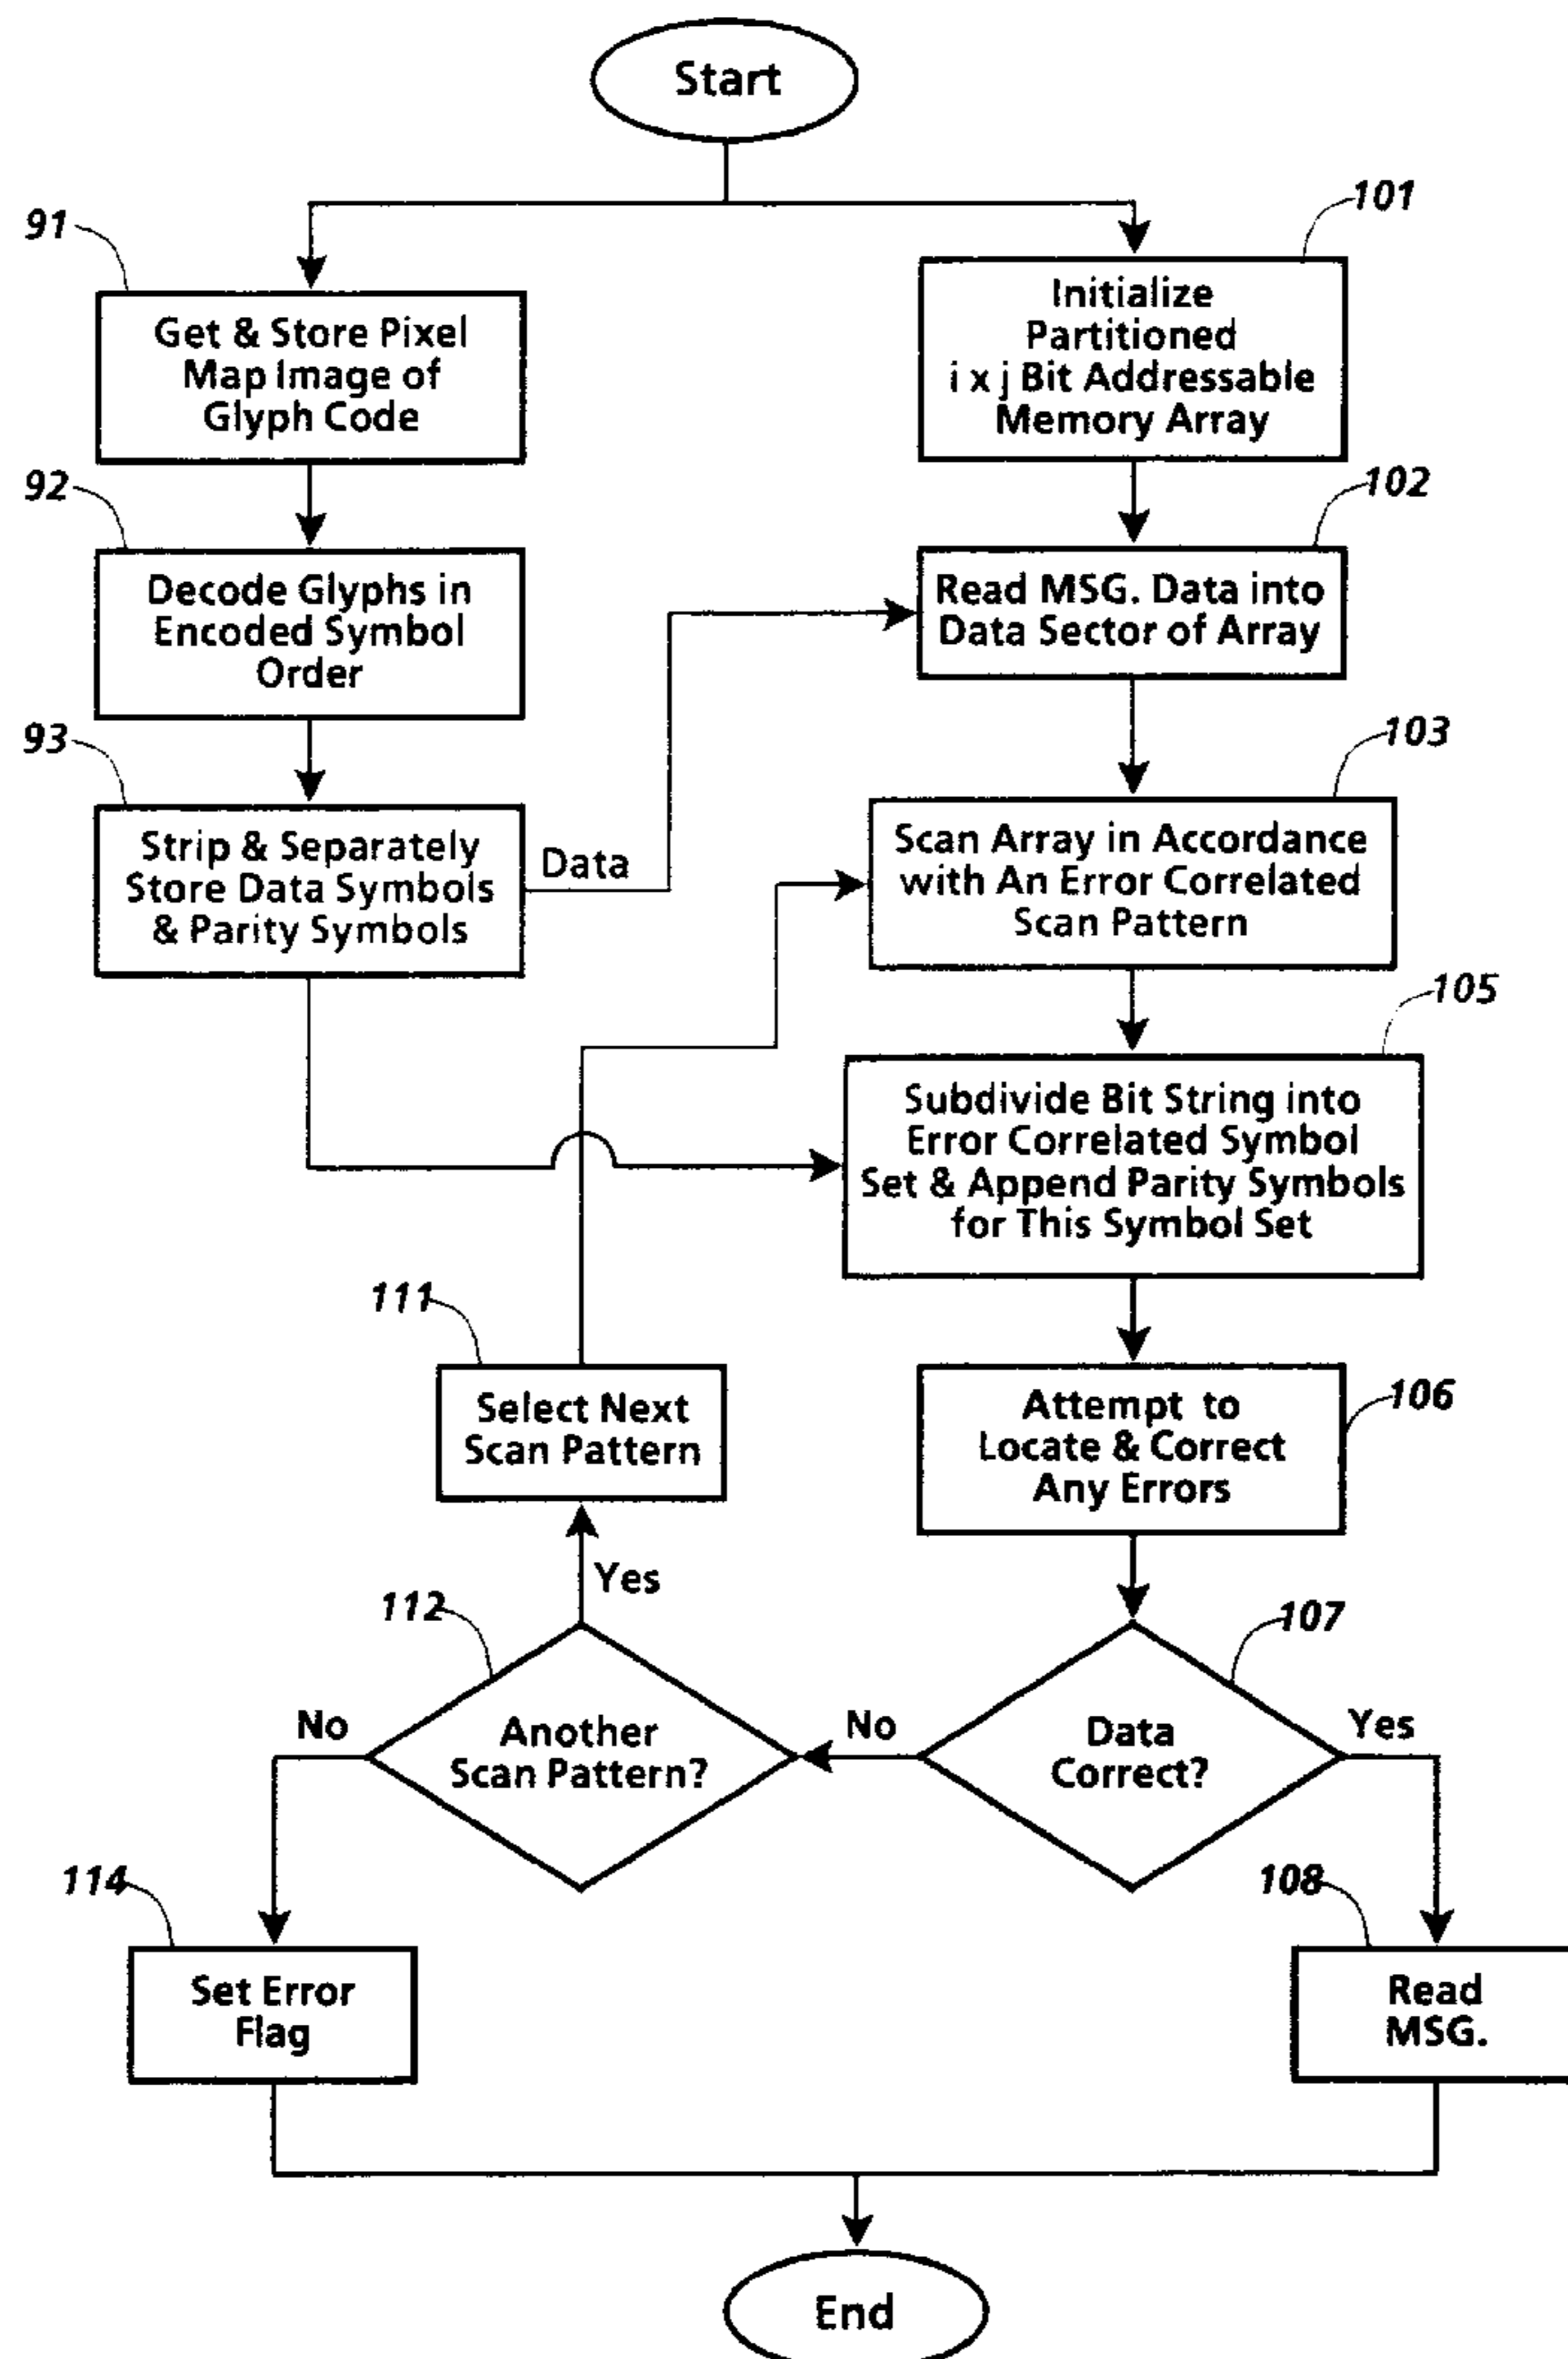 Start
91
101
Get & Store Pixel
Map Image of
Glyph Code
Initialize
Partitioned
i x j Bit Addressable
Memory Array
92
102
Decode Glyphs in
Encoded Symbol
Order
Read MSG. Data into
Data Sector of Array
93
103
Strip & Separately
Store Data Symbols
& Parity Symbols
Data
Scan Array in Accordance
with An Error Correlated
Scan Pattern
105
Subdivide Bit String into
Error Correlated Symbol
Set & Append Parity Symbols
for This Symbol Set
111
Select Next
Scan Pattern
106
Attempt to
Locate & Correct
Any Errors
Yes
112
107
No
Another
Scan Pattern?
No
Data
Correct?
Yes
114
108
Set Error
Flag
Read
MSG.
End